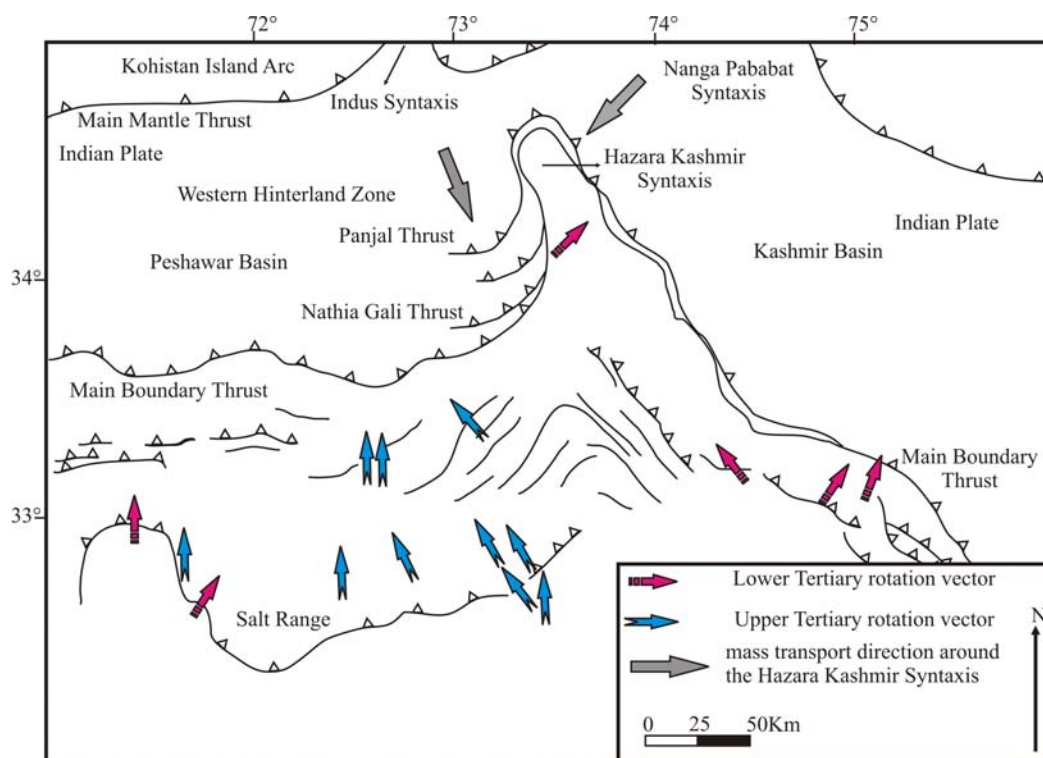 72°
73°
74°
75°
Kohistan Island Arc
Indus Syntaxis
Nanga Pababat
Syntaxis
Main Mantle Thrust
Indian Plate
Hazara Kashmir
Syntaxis
Western Hinterland Zone
Indian Plate
Panjal Thrust
Kashmir Basin
Peshawar Basin
34°
Nathia Gali Thrust
Main Boundary Thrust
Main Boundary
Thrust
33°
Salt Range
Lower Tertiary rotation vector
Upper Tertiary rotation vector
N
mass transport direction around
the Hazara Kashmir Syntaxis
0 25 50Km